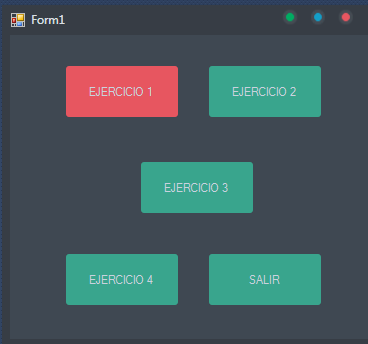 Form1
EJERCICIO 1
EJERCICIO 2
EJERCICIO 3
EJERCICIO 4
SALIR